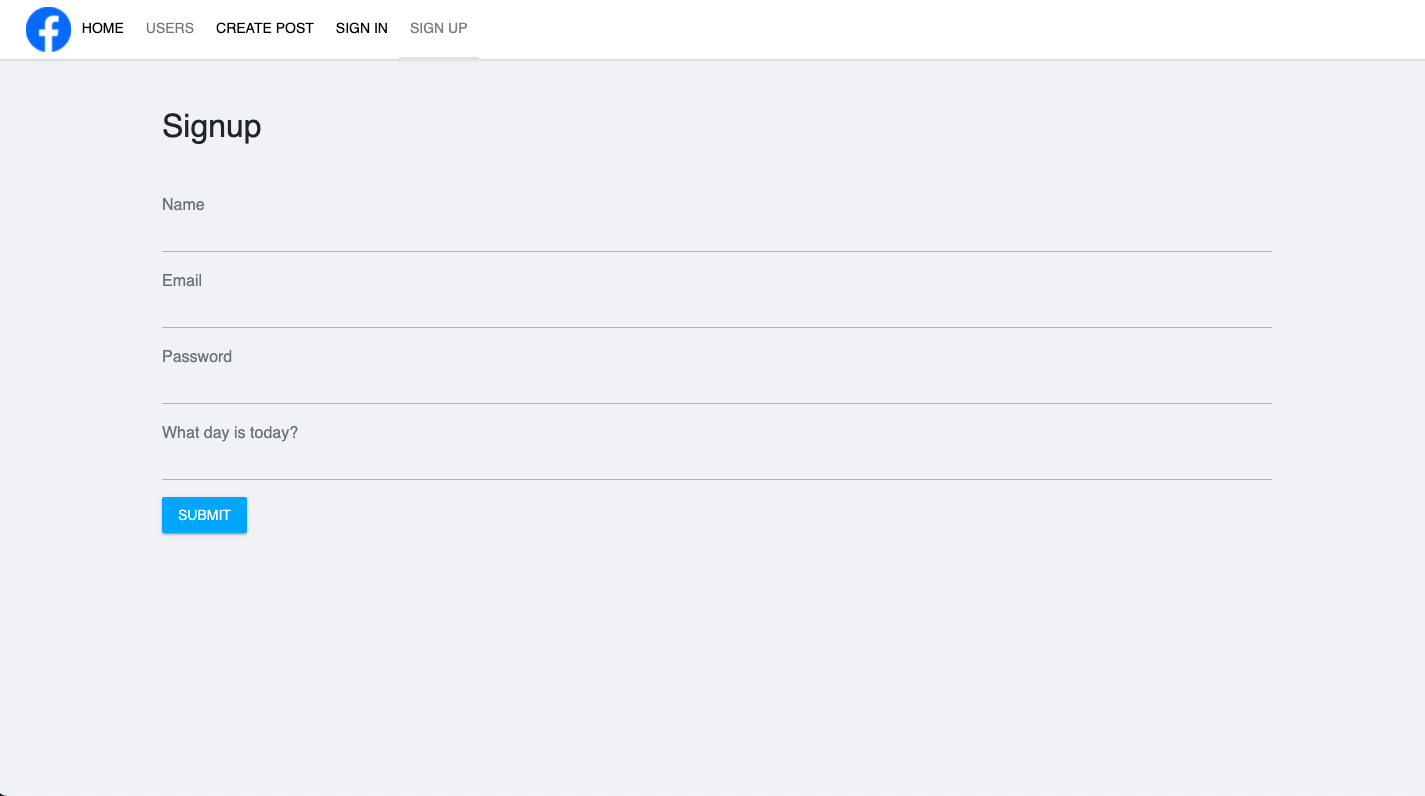 HOME USERS CREATE POST SIGN IN SIGN UP
Signup
Name
Email
Password
What day is today?
SUBMIT